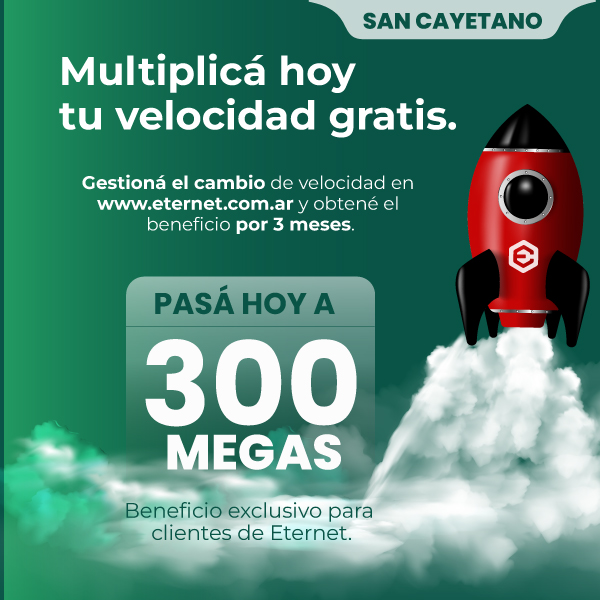 SAN CAYETANO
Multiplicá hoy
tu velocidad gratis.
Gestioná el cambio de velocidad en
www.eternet.com.ar y obtené el
beneficio por 3 meses.
PASÁ HOY A
300
MEGAS
Beneficio exclusivo para
clientes de Eternet.